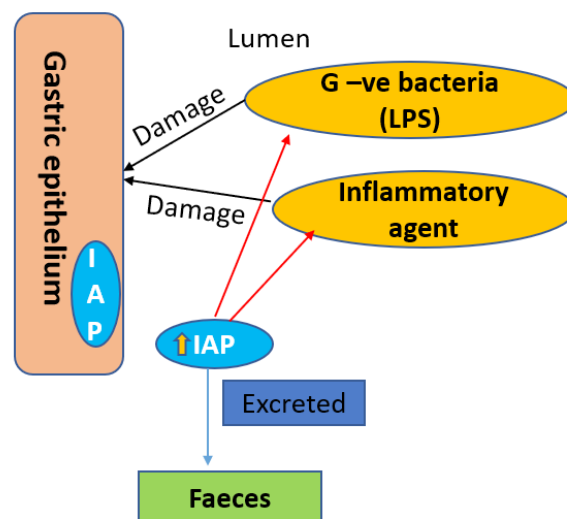 Lumen
G –ve bacteria
(LPS)
Damage
Gastric epithelium
Inflammatory
agent
Damage
I
A
P
IAP
Excreted
Faeces